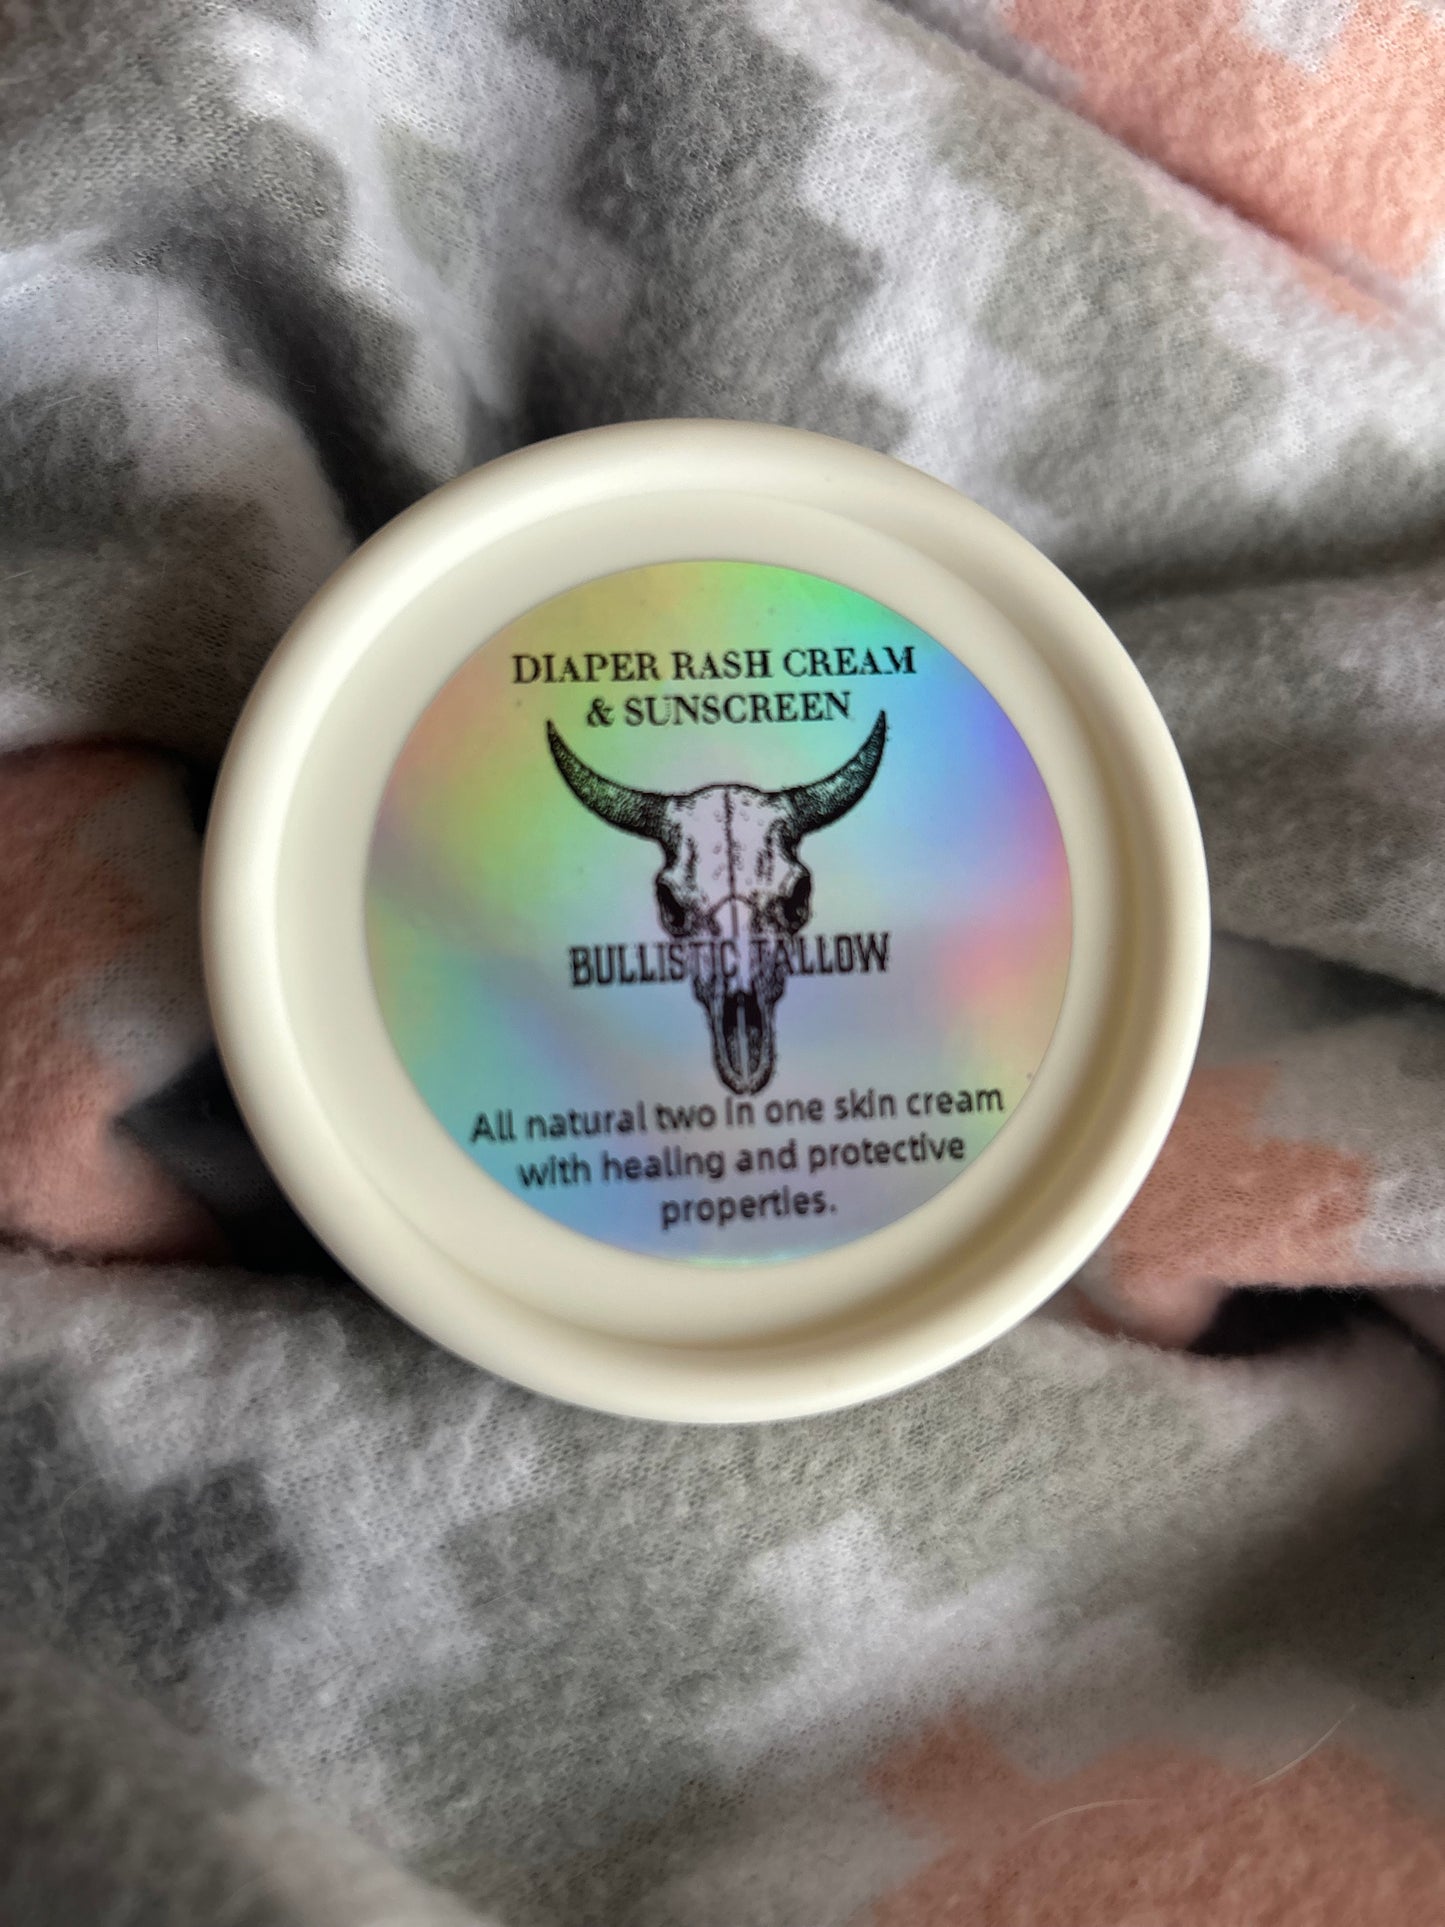 DIAPER RASH CREAM
& SUNSCREEN
BULLISTIC TALLOW
All natural two in one skin cream
with healing and protective
properties.